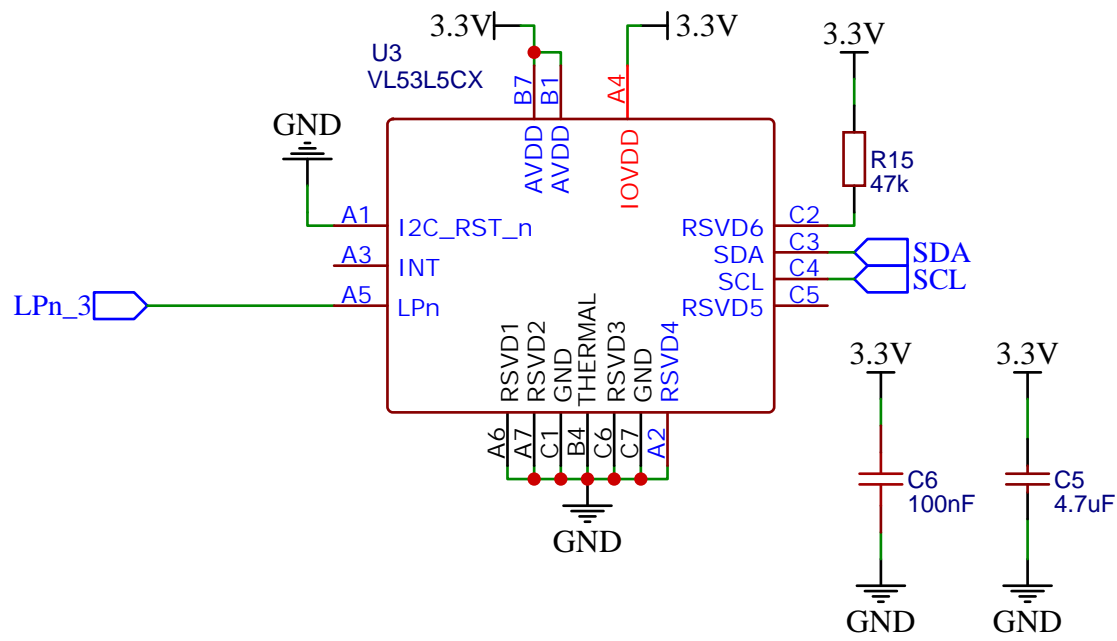 3.3V
3.3V
3.3V
U3
VL53L5CX
B7
B1
A4
GND
AVDD
AVDD
IOVDD
R15
47k
A1
I2C_RST_n
RSVD6
C2
A3
INT
SDA
C3
SDA
SCL
C4
SCL
LPn_3
A5
LPn
RSVD5
C5
RSVD1
RSVD2
GND
THERMAL
RSVD3
GND
RSVD4
A6
A7
C1
B4
C6
C7
A2
GND
3.3V
3.3V
C6
100nF
C5
4.7uF
GND
GND